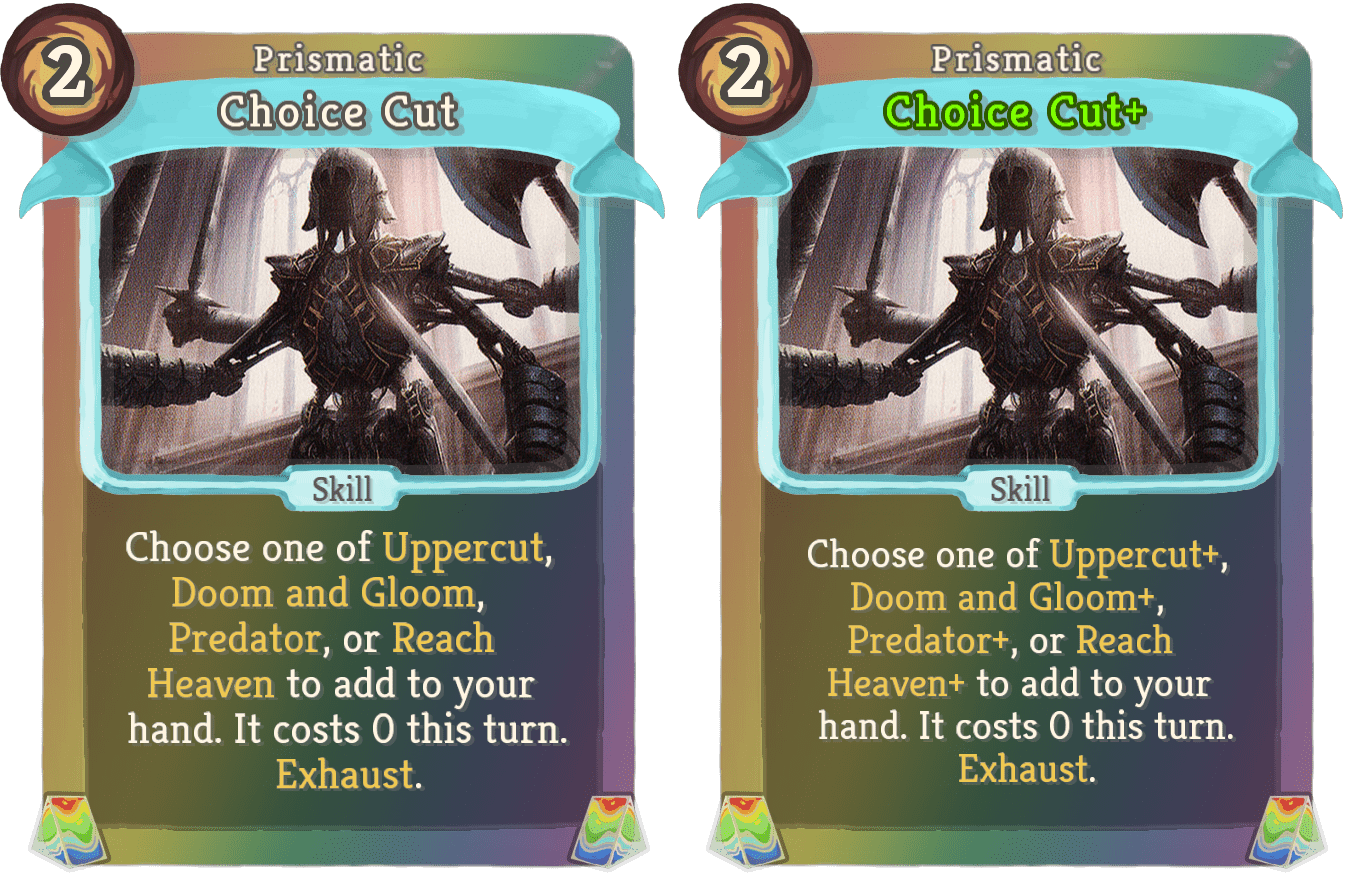 2
Prismatic
Choice Cut
Skill
Choose one of Uppercut,
Doom and Gloom,
Predator, or Reach
Heaven to add to your
hand. It costs 0 this turn.
Exhaust.
2
Prismatic
Choice Cut+
Skill
Choose one of Uppercut+,
Doom and Gloom+,
Predator+, or Reach
Heaven+ to add to your
hand. It costs 0 this turn.
Exhaust.